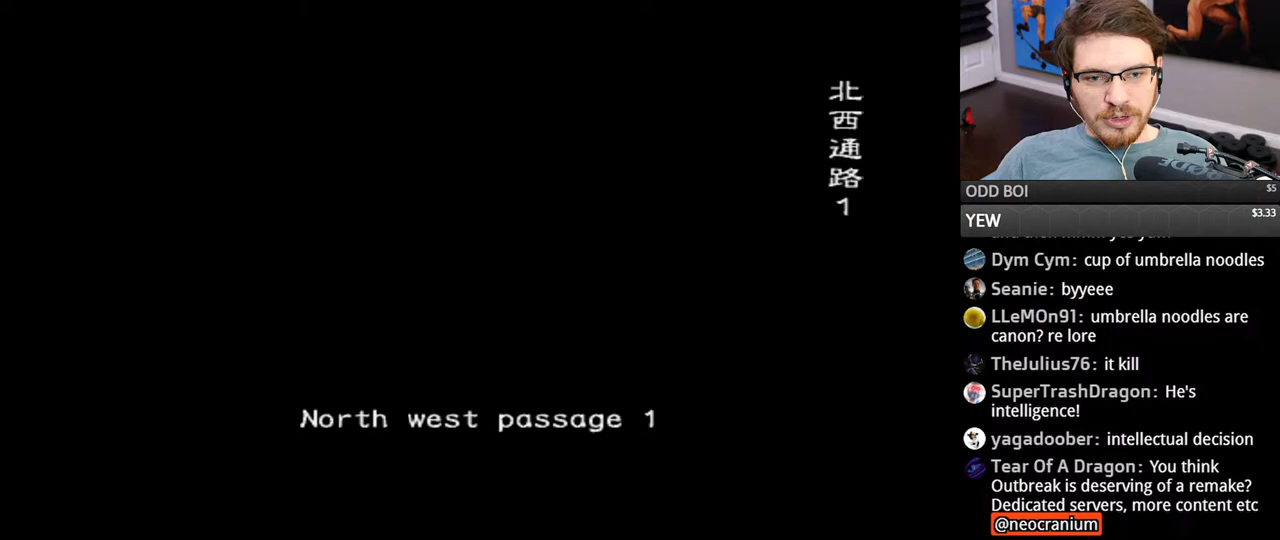 北西通路1
North west passage 1
ODD BOI
$5
YEW
$3.33
Dym Cym: cup of umbrella noodles
Seanie: byyeee
LLeMOn91: umbrella noodles are
canon? re lore
TheJulius76: it kill
SuperTrashDragon: He's
intelligence!
yagadoober: intellectual decision
Tear Of A Dragon: You think
Outbreak is deserving of a remake?
Dedicated servers, more content etc
@neocranium